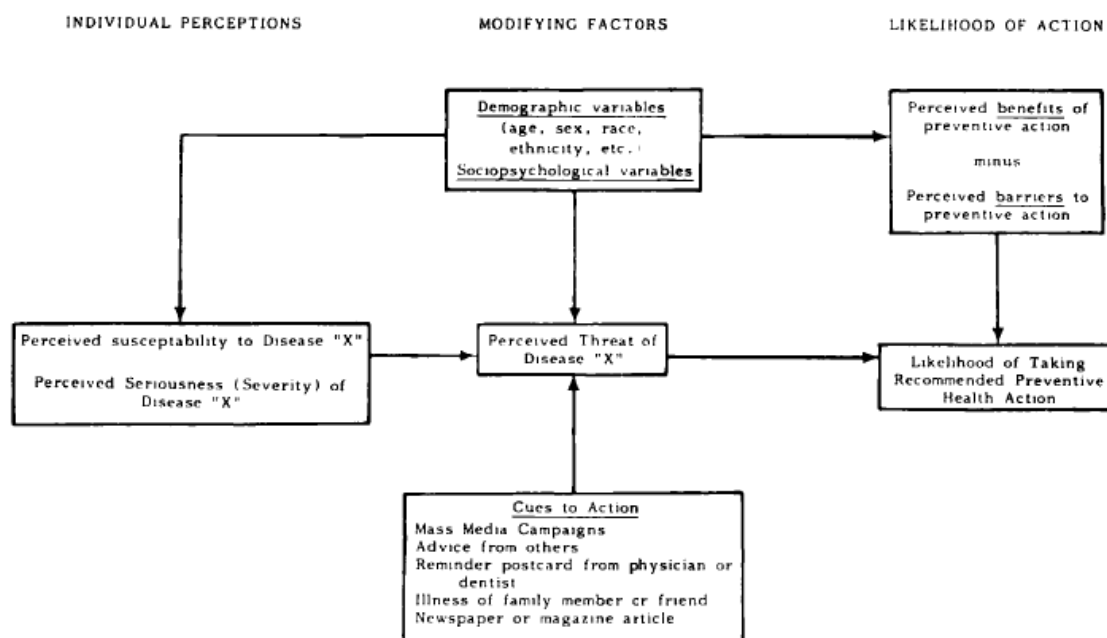 INDIVIDUAL PERCEPTIONS
MODIFYING FACTORS
LIKELIHOOD OF ACTION
Demographic variables
(age, sex, race,
ethnicity, etc.)
Sociopsychological variables
Perceived benefits of
preventive action
minus
Perceived barriers to
preventive action
Perceived susceptability to Disease "X"
Perceived Seriousness (Severity) of
Disease "X"
Perceived Threat of
Disease "X"
Likelihood of Taking
Recommended Preventive
Health Action
Cues to Action
Mass Media Campaigns
Advice from others
Reminder postcard from physician or
dentist
Illness of family member cr friend
Newspaper or magazine article